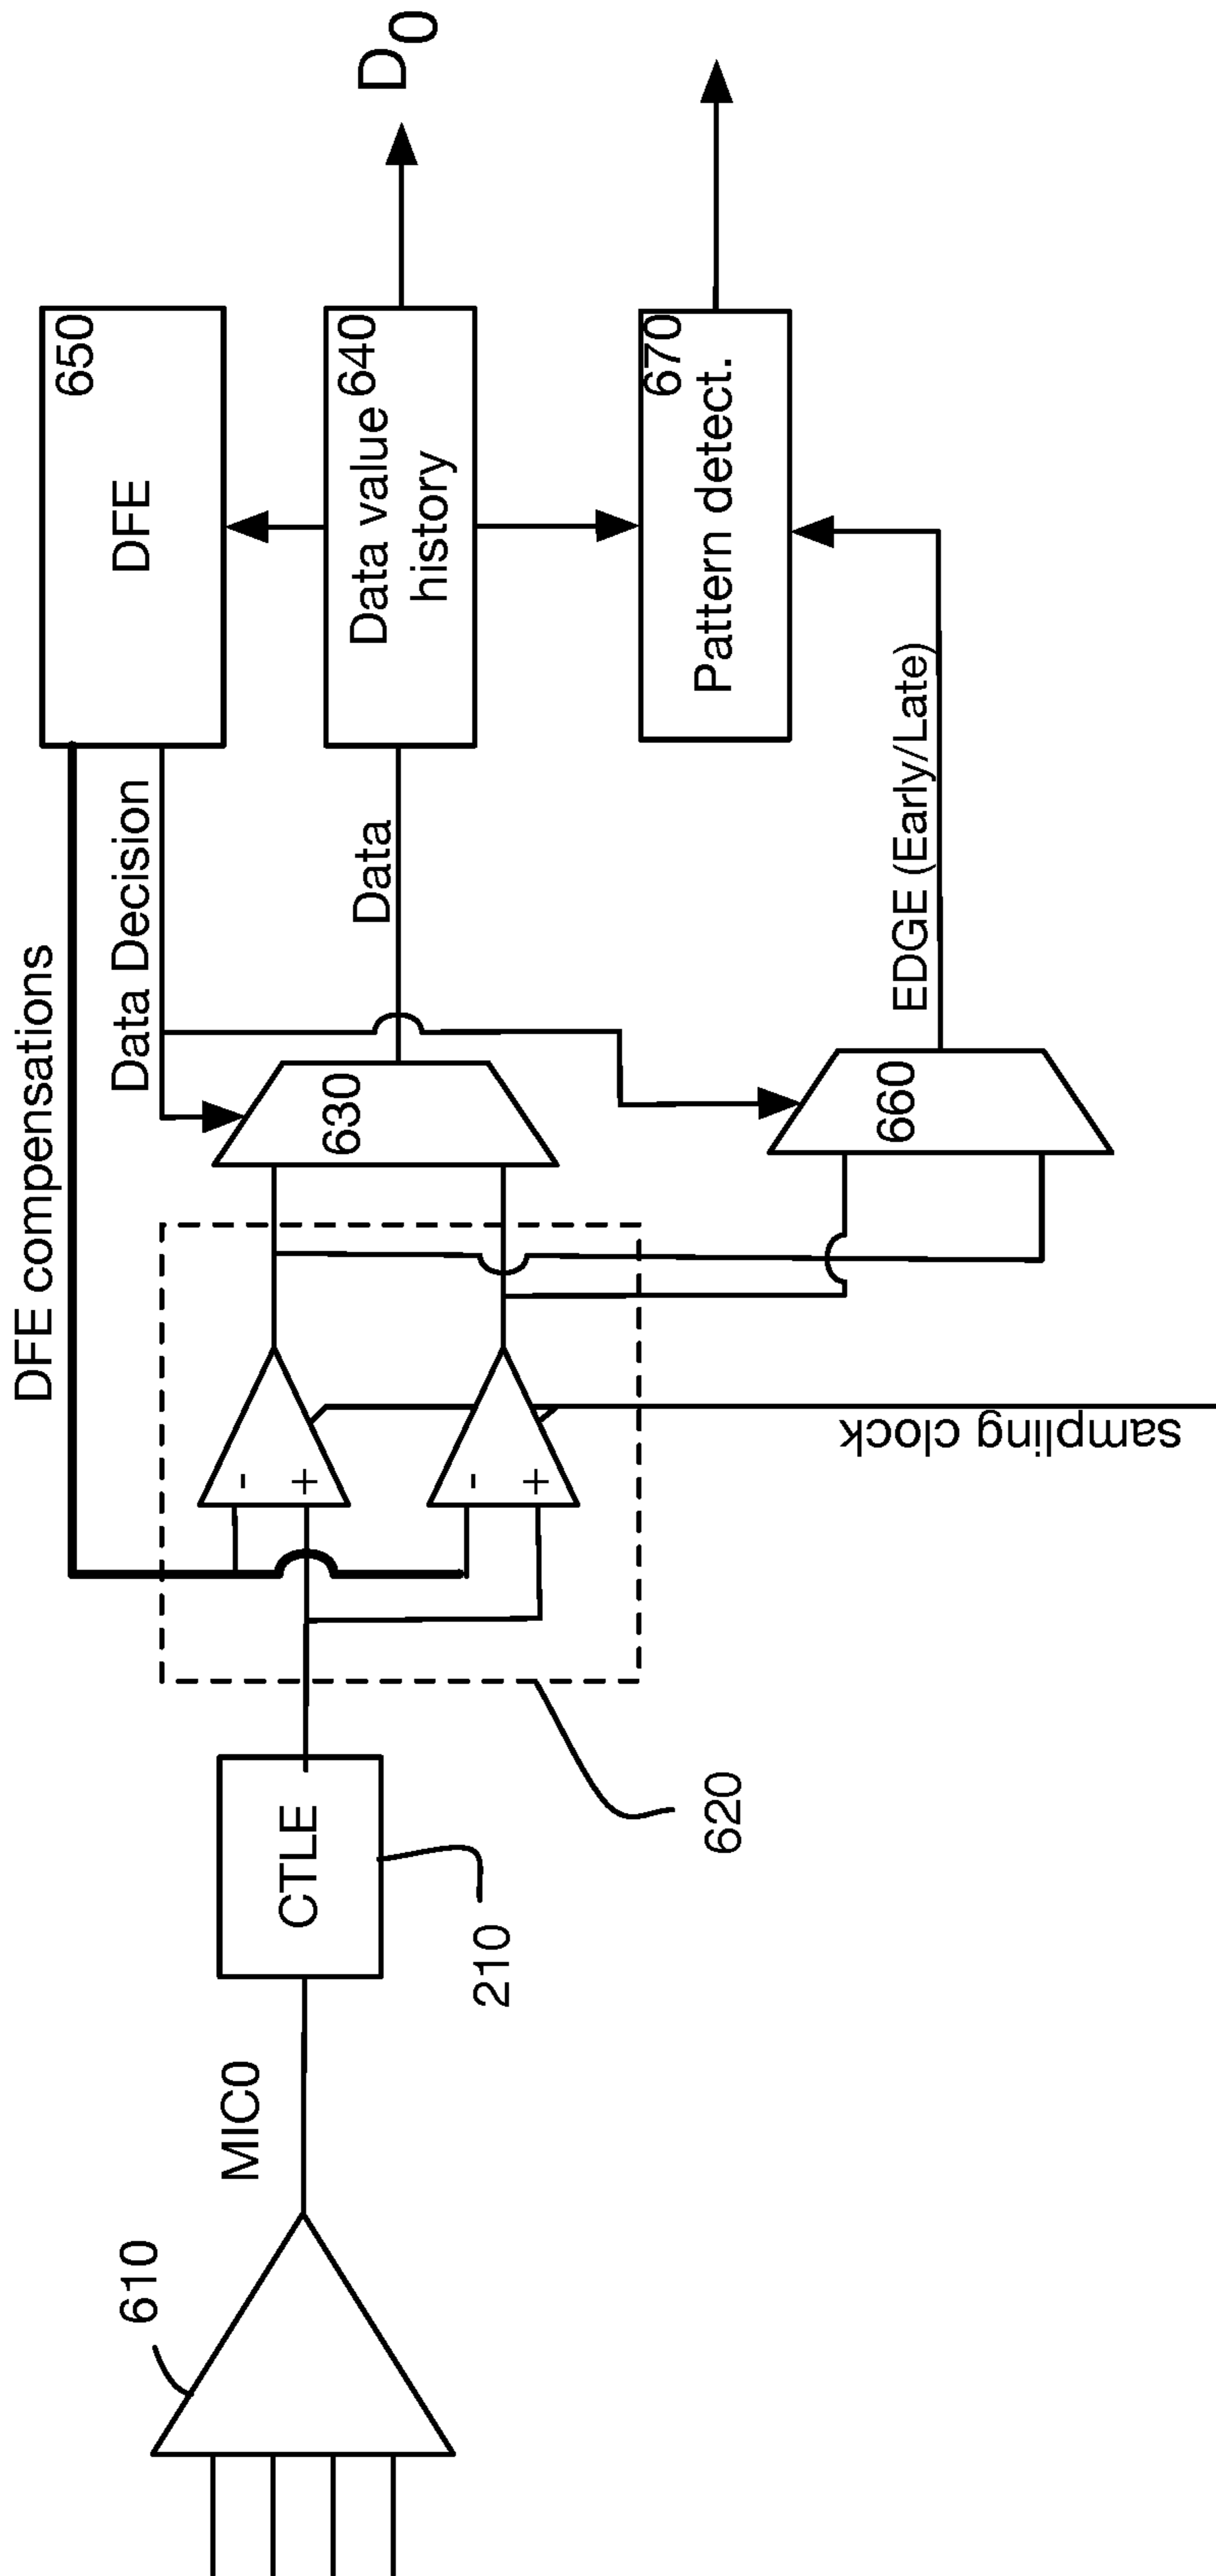 610
MIC0
CTLE
210
620
DFE compensations
-
+
-
+
sampling clock
630
660
Data Decision
Data
EDGE (Early/Late)
650
DFE
640
Data value
history
670
Pattern detect.
D0